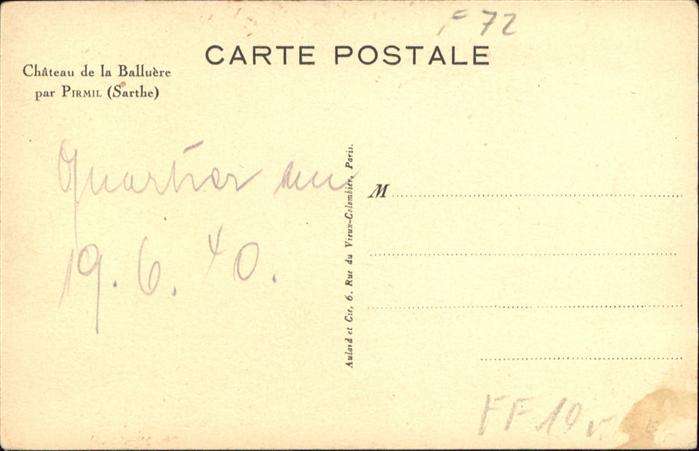 F 72
CARTE POSTALE
Château de la Balluère
par PIRMIL (Sarthe)
Quartier am
19.6.40.
Aulard et Cie, 6, Rue du Vieux-Colombier, Paris.
M
FF 10